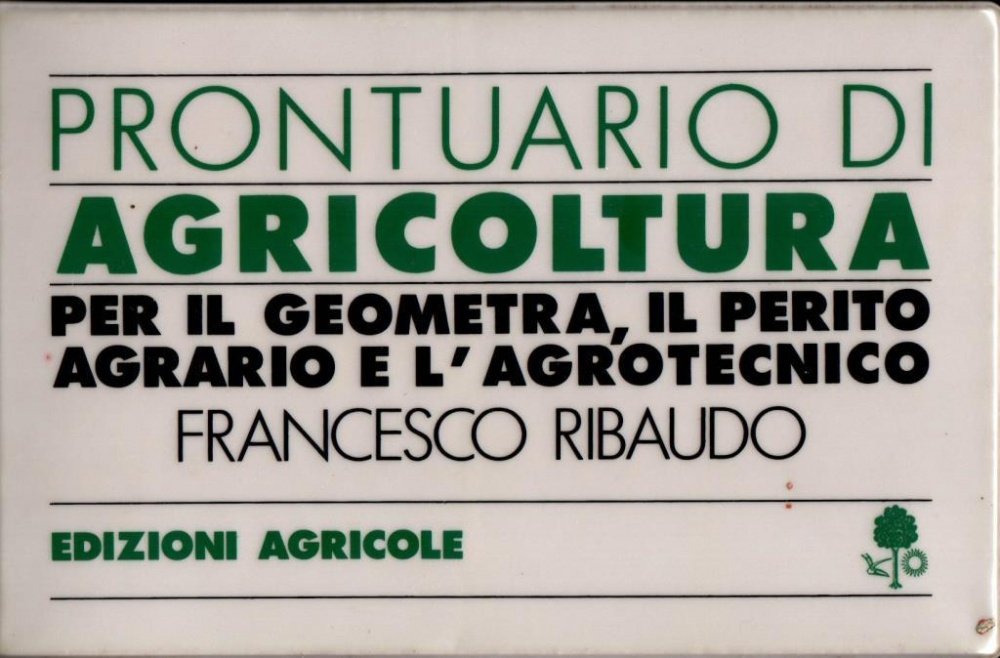 PRONTUARIO DI
AGRICOLTURA
PER IL GEOMETRA, IL PERITO
AGRARIO E L'AGROTECNICO
FRANCESCO RIBAUDO
EDIZIONI AGRICOLE